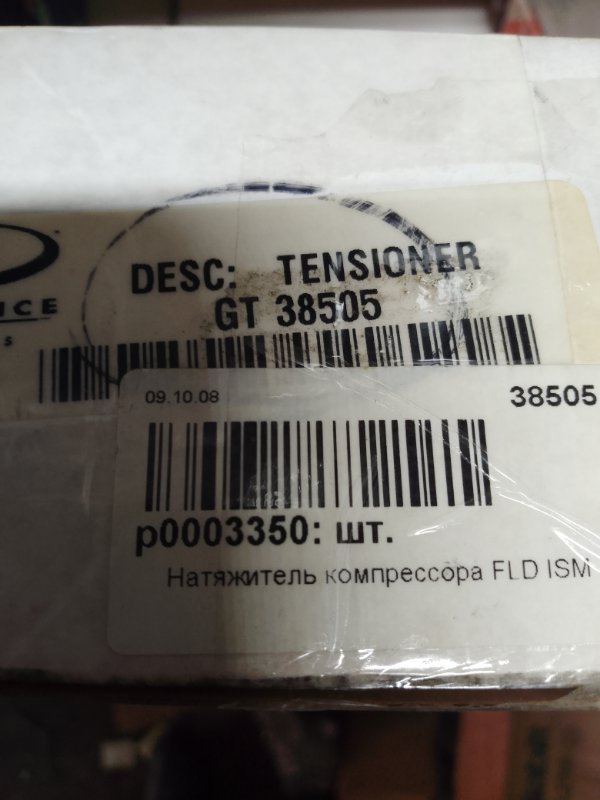 DESC: TENSIONER
GT 38505
09.10.08
38505
p0003350: шт.
Натяжитель компрессора FLD ISM